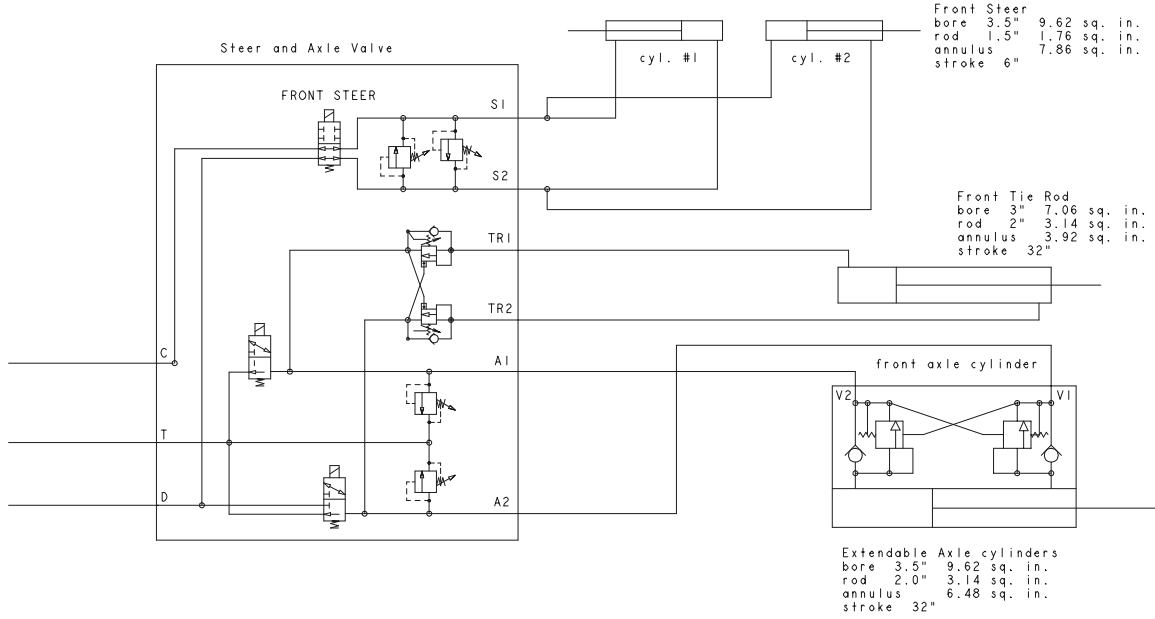 Front Steer
bore 3.5" 9.62 sq. in.
rod 1.5" 1.76 sq. in.
annulus 7.86 sq. in.
stroke 6"
Steer and Axle Valve
cyl. #1
cyl. #2
FRONT STEER
S1
S2
Front Tie Rod
bore 3" 7.06 sq. in.
rod 2" 3.14 sq. in.
annulus 3.92 sq. in.
stroke 32"
TR1
TR2
C
A1
front axle cylinder
V2
V1
T
D
A2
Extendable Axle cylinders
bore 3.5" 9.62 sq. in.
rod 2.0" 3.14 sq. in.
annulus 6.48 sq. in.
stroke 32"